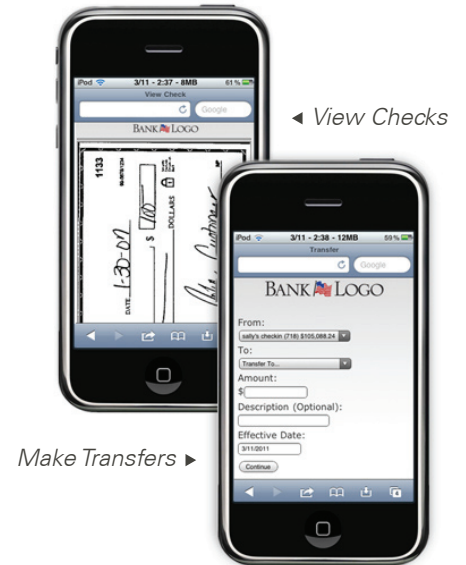 iPod 3/11 - 2:37 - 8MB 61%
View Check
Google
BANK LOGO
1133
DATE 1-30-07
$ 100
DOLLARS
View Checks
iPod 3/11 - 2:38 - 12MB 59%
Transfer
Google
BANK LOGO
From:
sally's checkin (718) $105,088.24
To:
Transfer To...
Amount:
$
Description (Optional):
Effective Date:
3/11/2011
Continue
Make Transfers